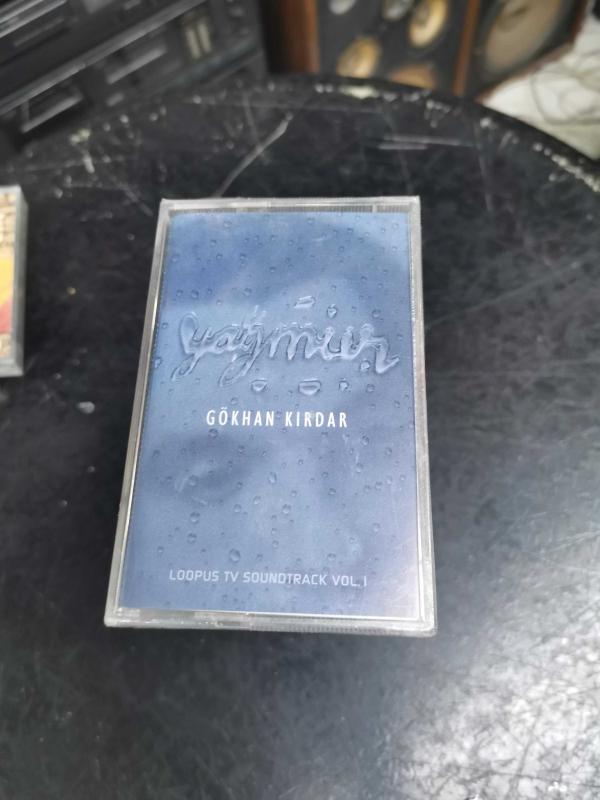 yağmur
GÖKHAN KIRDAR
LOOPUS TV SOUNDTRACK VOL.1